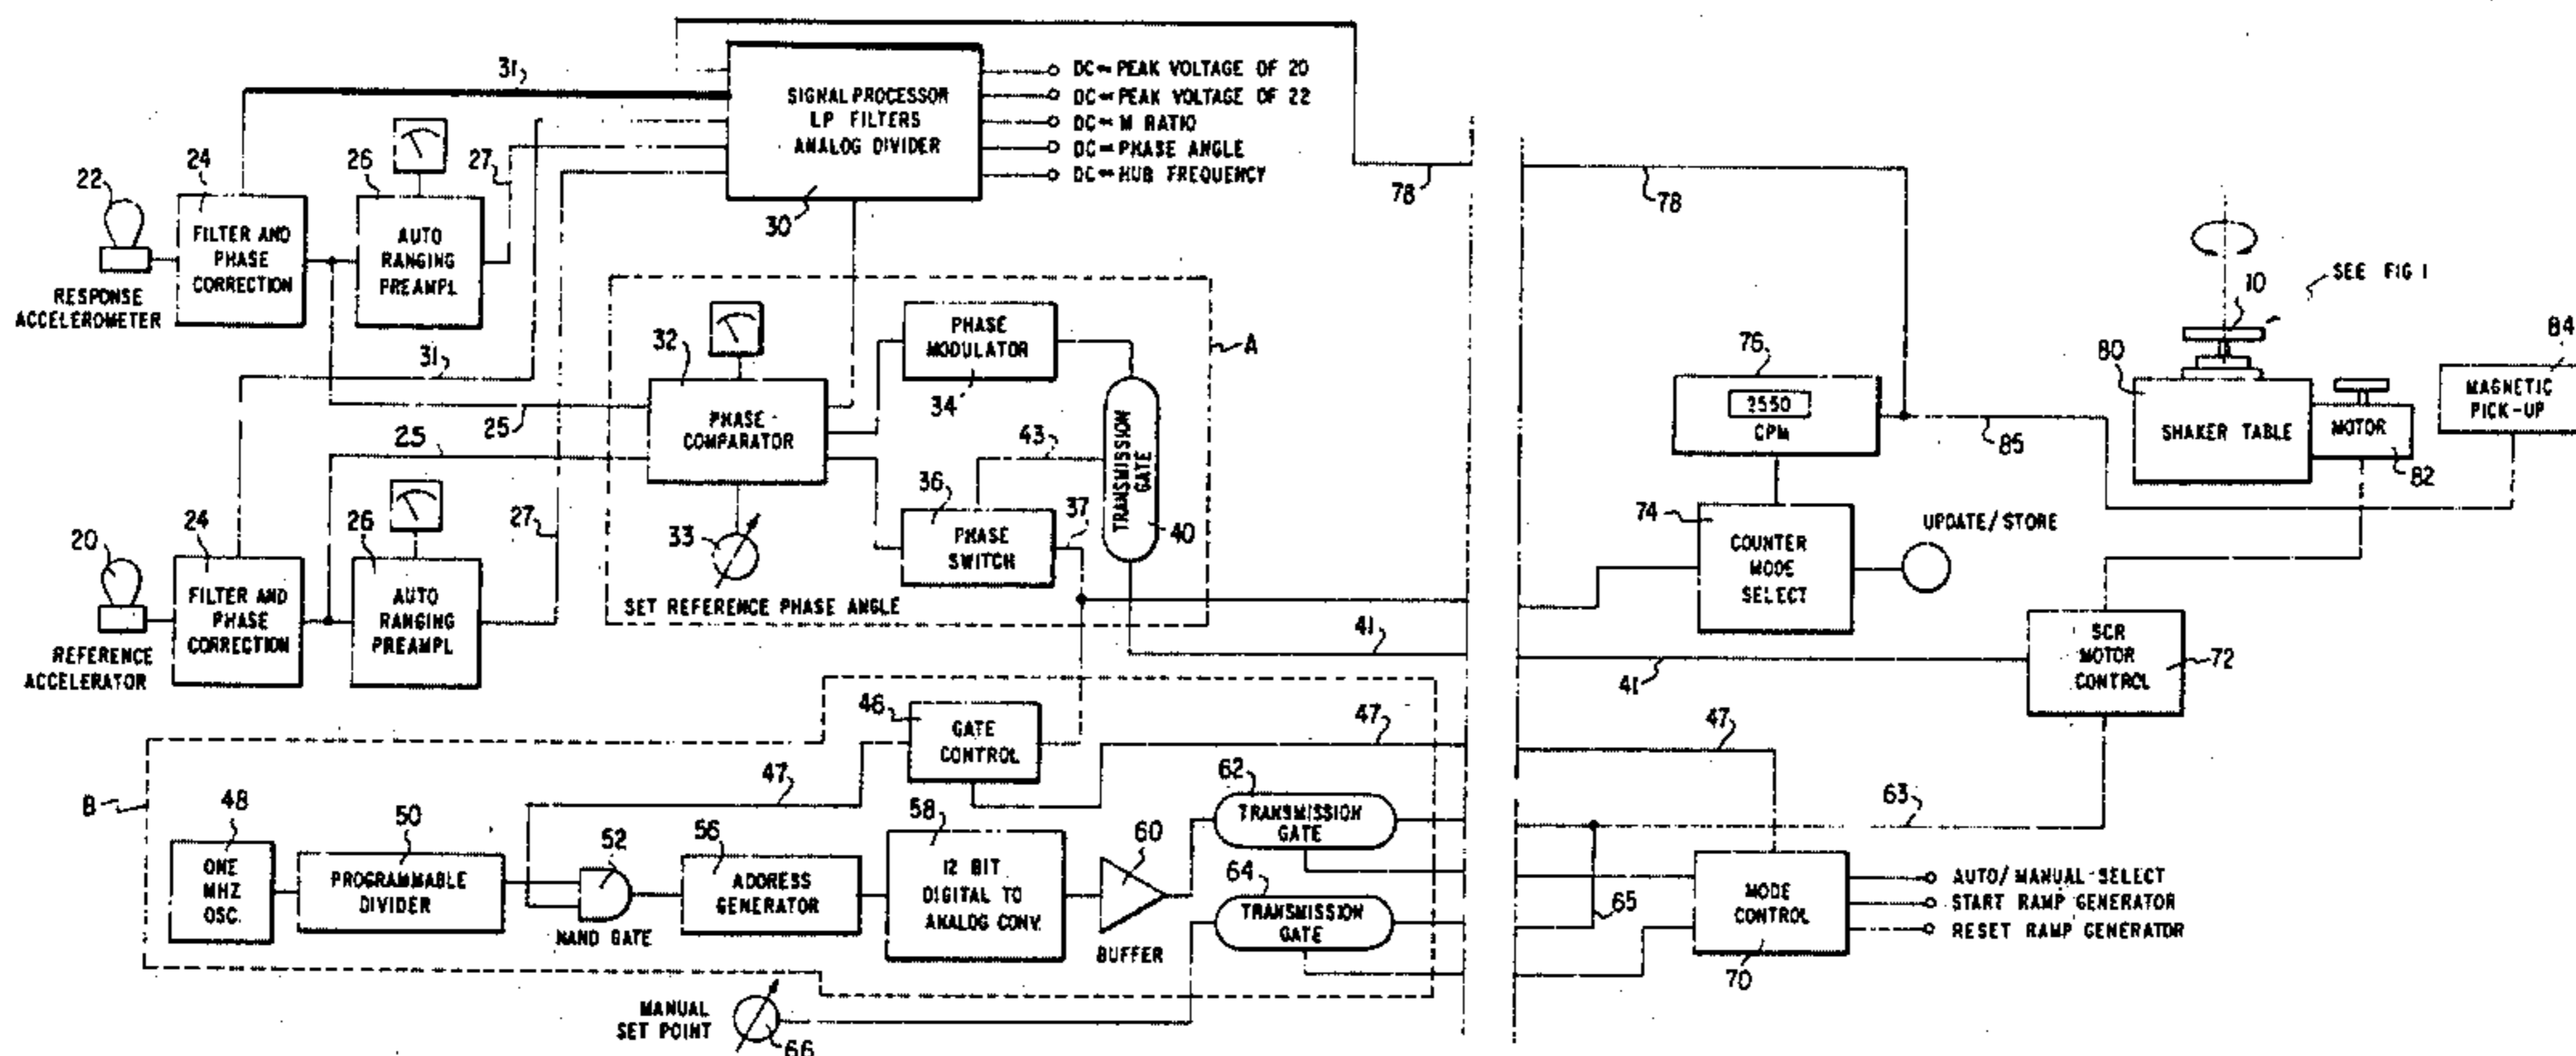 31
SIGNAL PROCESSOR
LP FILTERS
ANALOG DIVIDER
30
DC∝PEAK VOLTAGE OF 20
DC∝PEAK VOLTAGE OF 22
DC∝M RATIO
DC∝PHASE ANGLE
DC∝HUB FREQUENCY
78
78
22
RESPONSE
ACCELEROMETER
24
FILTER AND
PHASE
CORRECTION
26
AUTO
RANGING
PREAMPL
27
31
25
25
20
REFERENCE
ACCELERATOR
24
FILTER AND
PHASE
CORRECTION
26
AUTO
RANGING
PREAMPL
27
32
PHASE
COMPARATOR
33
SET REFERENCE PHASE ANGLE
PHASE
MODULATOR
34
43
36
PHASE
SWITCH
37
TRANSMISSION
GATE
40
A
41
41
76
2550
CPM
85
74
COUNTER
MODE
SELECT
UPDATE/STORE
SEE FIG 1
10
80
SHAKER TABLE
MOTOR
82
84
MAGNETIC
PICK-UP
SCR
MOTOR
CONTROL
72
B
46
GATE
CONTROL
47
47
47
48
ONE
MHZ
OSC.
50
PROGRAMMABLE
DIVIDER
52
NAND GATE
56
ADDRESS
GENERATOR
58
12 BIT
DIGITAL TO
ANALOG CONV.
60
BUFFER
62
TRANSMISSION
GATE
64
TRANSMISSION
GATE
63
65
MODE
CONTROL
70
AUTO/MANUAL SELECT
START RAMP GENERATOR
RESET RAMP GENERATOR
MANUAL
SET POINT
66